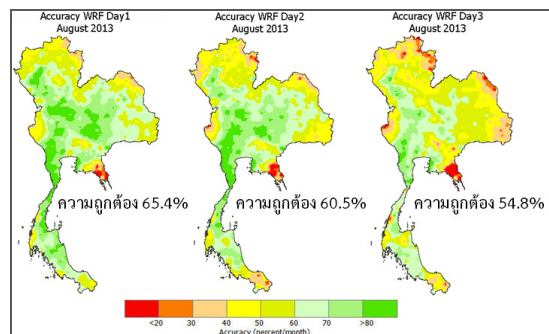 Accuracy WRF Day1
August 2013
Accuracy WRF Day2
August 2013
Accuracy WRF Day3
August 2013
ความถูกต้อง 65.4%
ความถูกต้อง 60.5%
ความถูกต้อง 54.8%
<20 30 40 52 60 70 >80
Accuracy (percent/month)